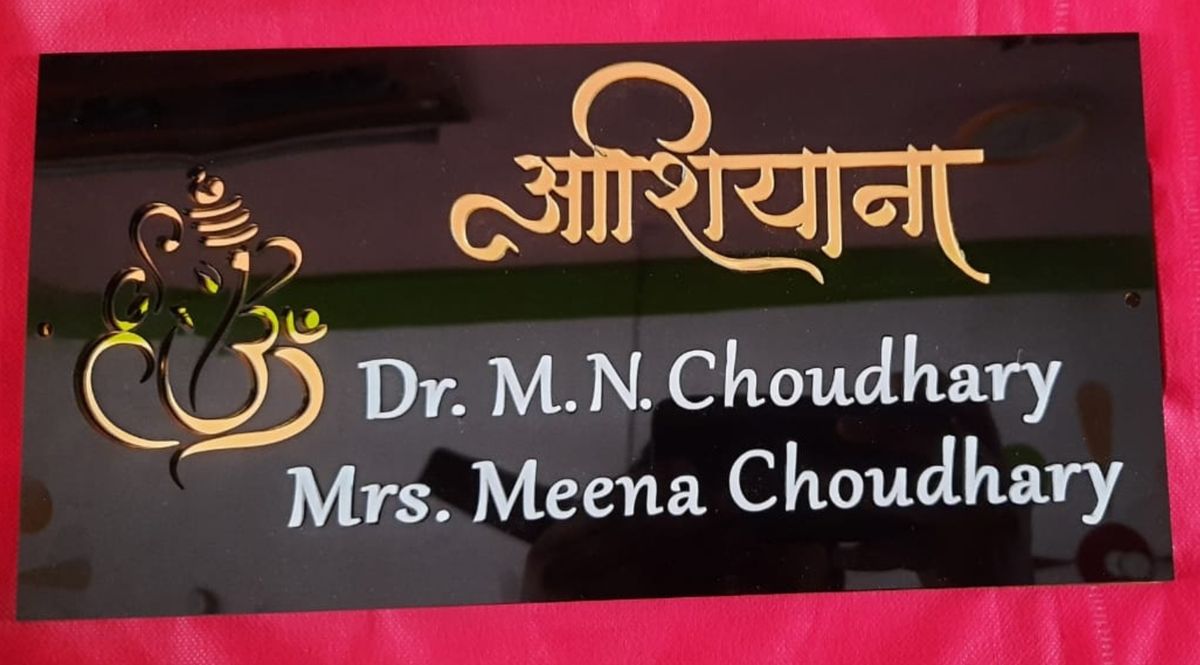 आशियाना
Dr. M.N. Choudhary
Mrs. Meena Choudhary